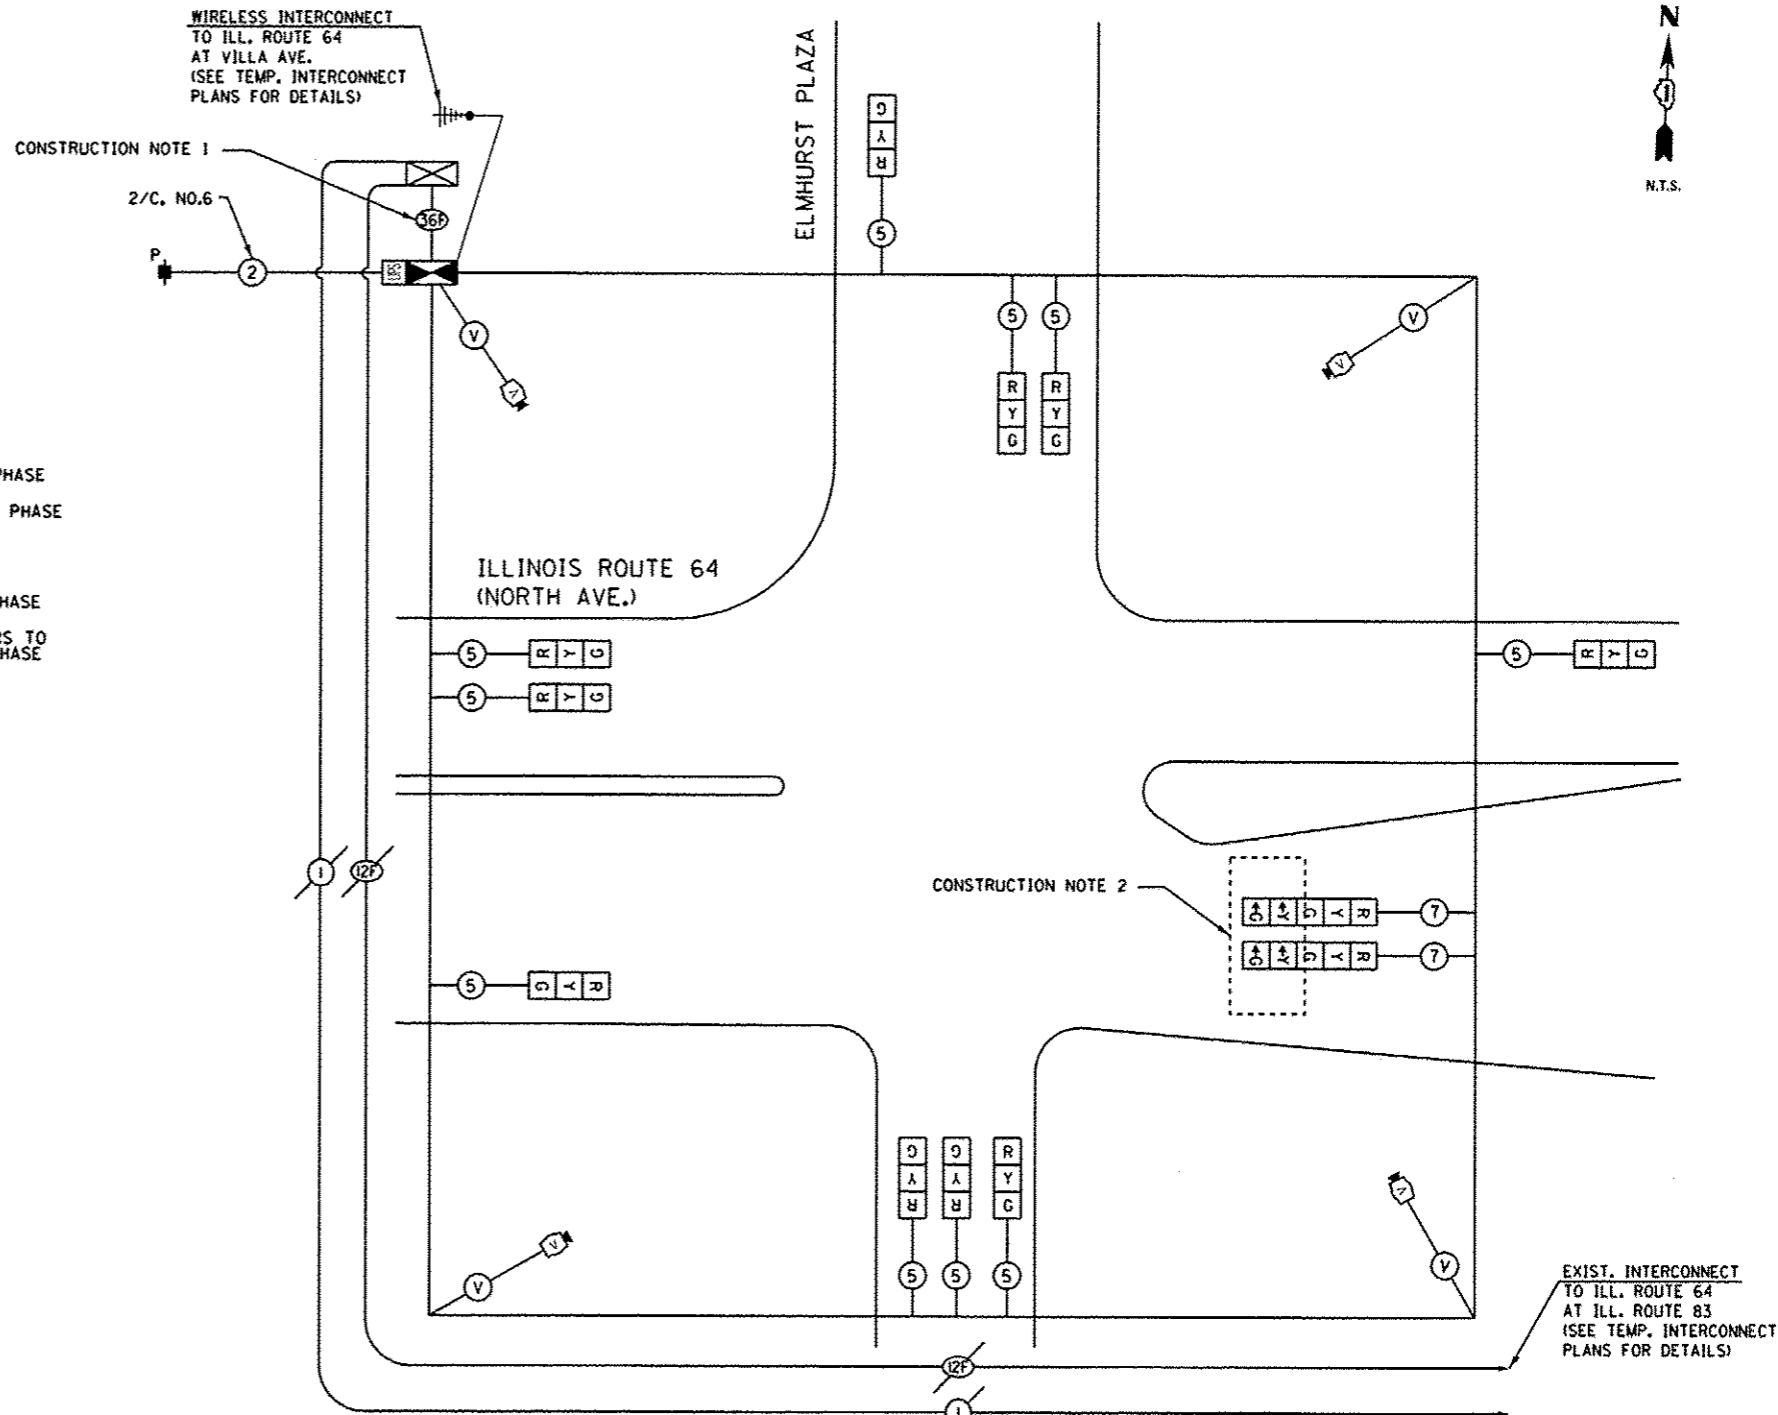 WIRELESS INTERCONNECT
TO ILL. ROUTE 64
AT VILLA AVE.
(SEE TEMP. INTERCONNECT
PLANS FOR DETAILS)
N
N.T.S.
ELMHURST PLAZA
CONSTRUCTION NOTE 1
2/C. NO.6
36F
P
2
UPS
G Y R
5
V
V
V
V
5
5
R Y G
R Y G
PHASE
PHASE
ILLINOIS ROUTE 64
(NORTH AVE.)
HASE
RS TO
HASE
5 R Y G
5 R Y G
5 R Y G
1
12F
CONSTRUCTION NOTE 2
G Y G Y R 7
G Y G Y R 7
5 G Y R
G Y R
G Y R
R Y G
5
5
5
V
V
V
V
EXIST. INTERCONNECT
TO ILL. ROUTE 64
AT ILL. ROUTE 83
(SEE TEMP. INTERCONNECT
PLANS FOR DETAILS)
12F
1